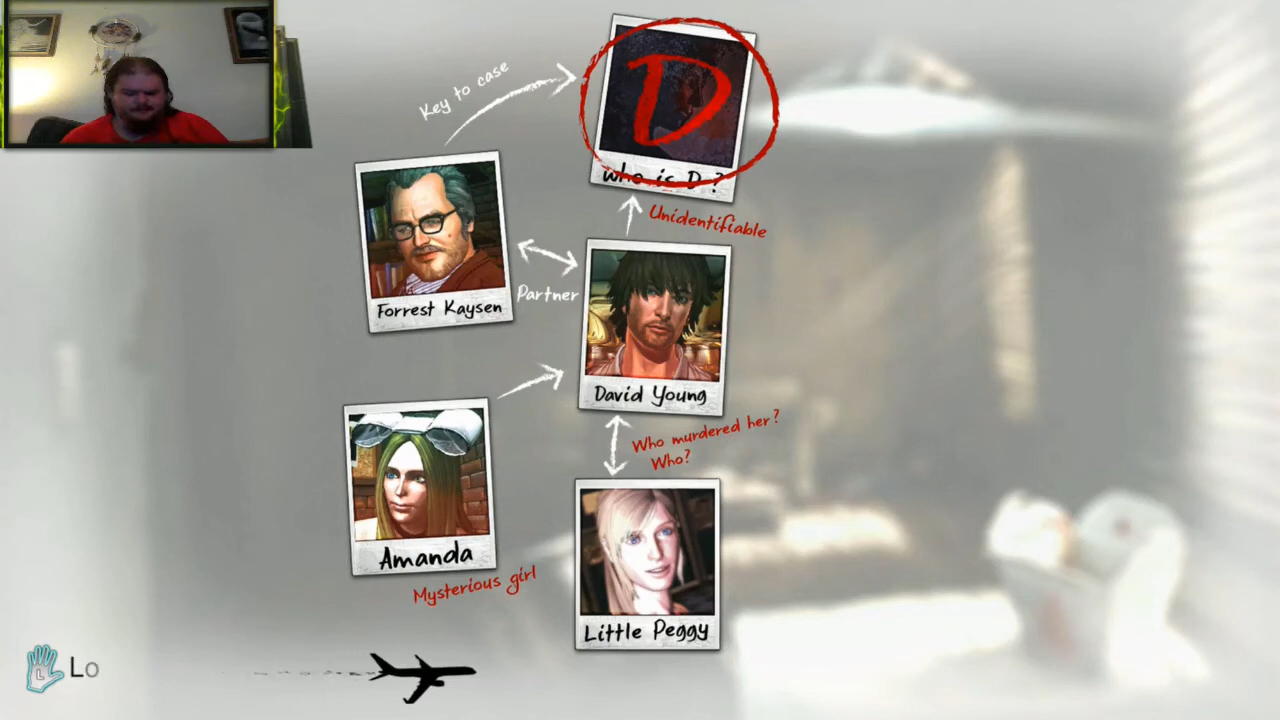 Key to case
D
who is D ?
Unidentifiable
Forrest Kaysen
Partner
David Young
Who murdered her?
Who?
Amanda
Mysterious girl
Little Peggy
L
Lo